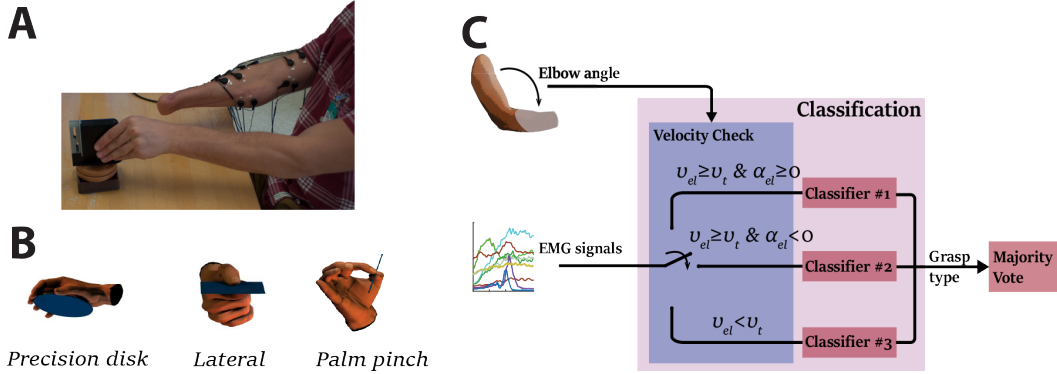 A
B
Precision disk
Lateral
Palm pinch
C
Elbow angle
Classification
Velocity Check
υel≥υt & αel≥0
Classifier #1
EMG signals
υel≥υt & αel<0
Classifier #2
Grasp
type
Majority
Vote
υel<υt
Classifier #3